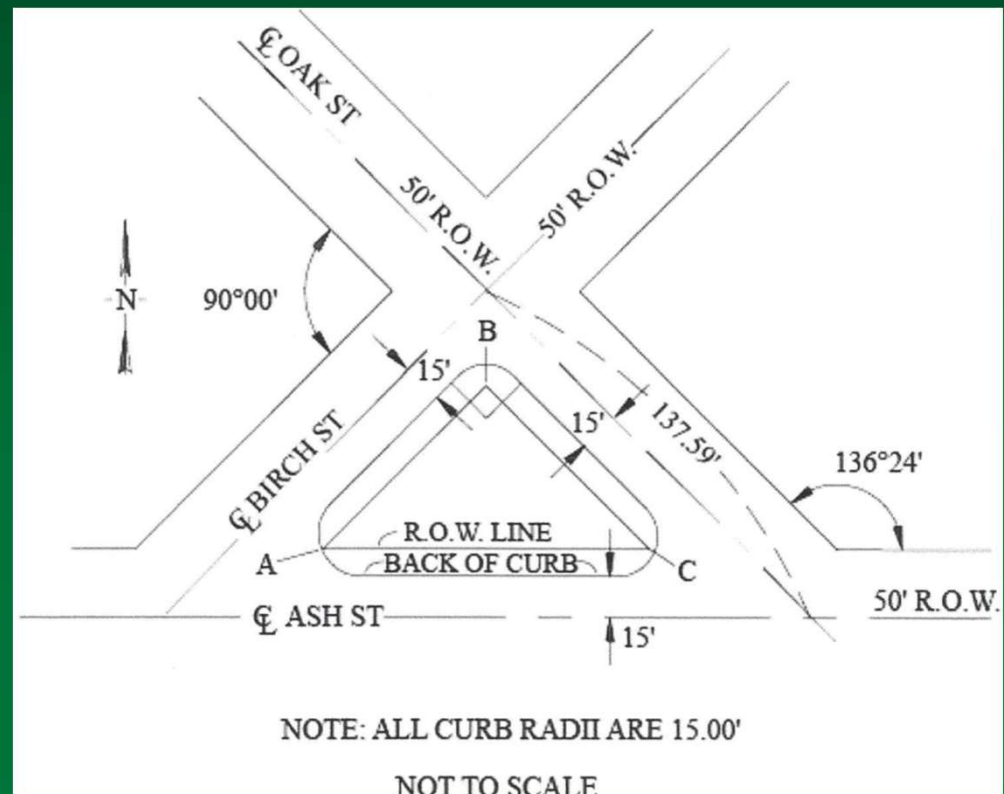 ℄ OAK ST
50' R.O.W.
50' R.O.W.
N
90°00'
B
15'
15'
137.59'
136°24'
℄ BIRCH ST
R.O.W. LINE
A
BACK OF CURB
C
50' R.O.W.
℄ ASH ST
15'
NOTE: ALL CURB RADII ARE 15.00'
NOT TO SCALE